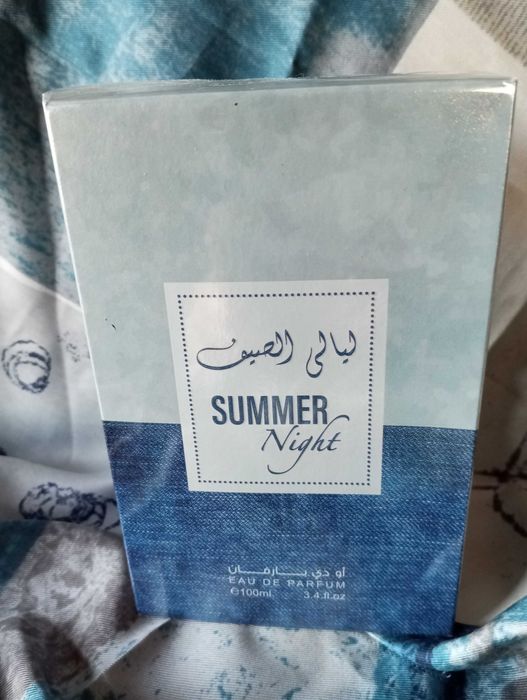 ليالي الصيف
SUMMER
Night
أو دي بارفان
EAU DE PARFUM
℮100ml 3.4.fl.oz